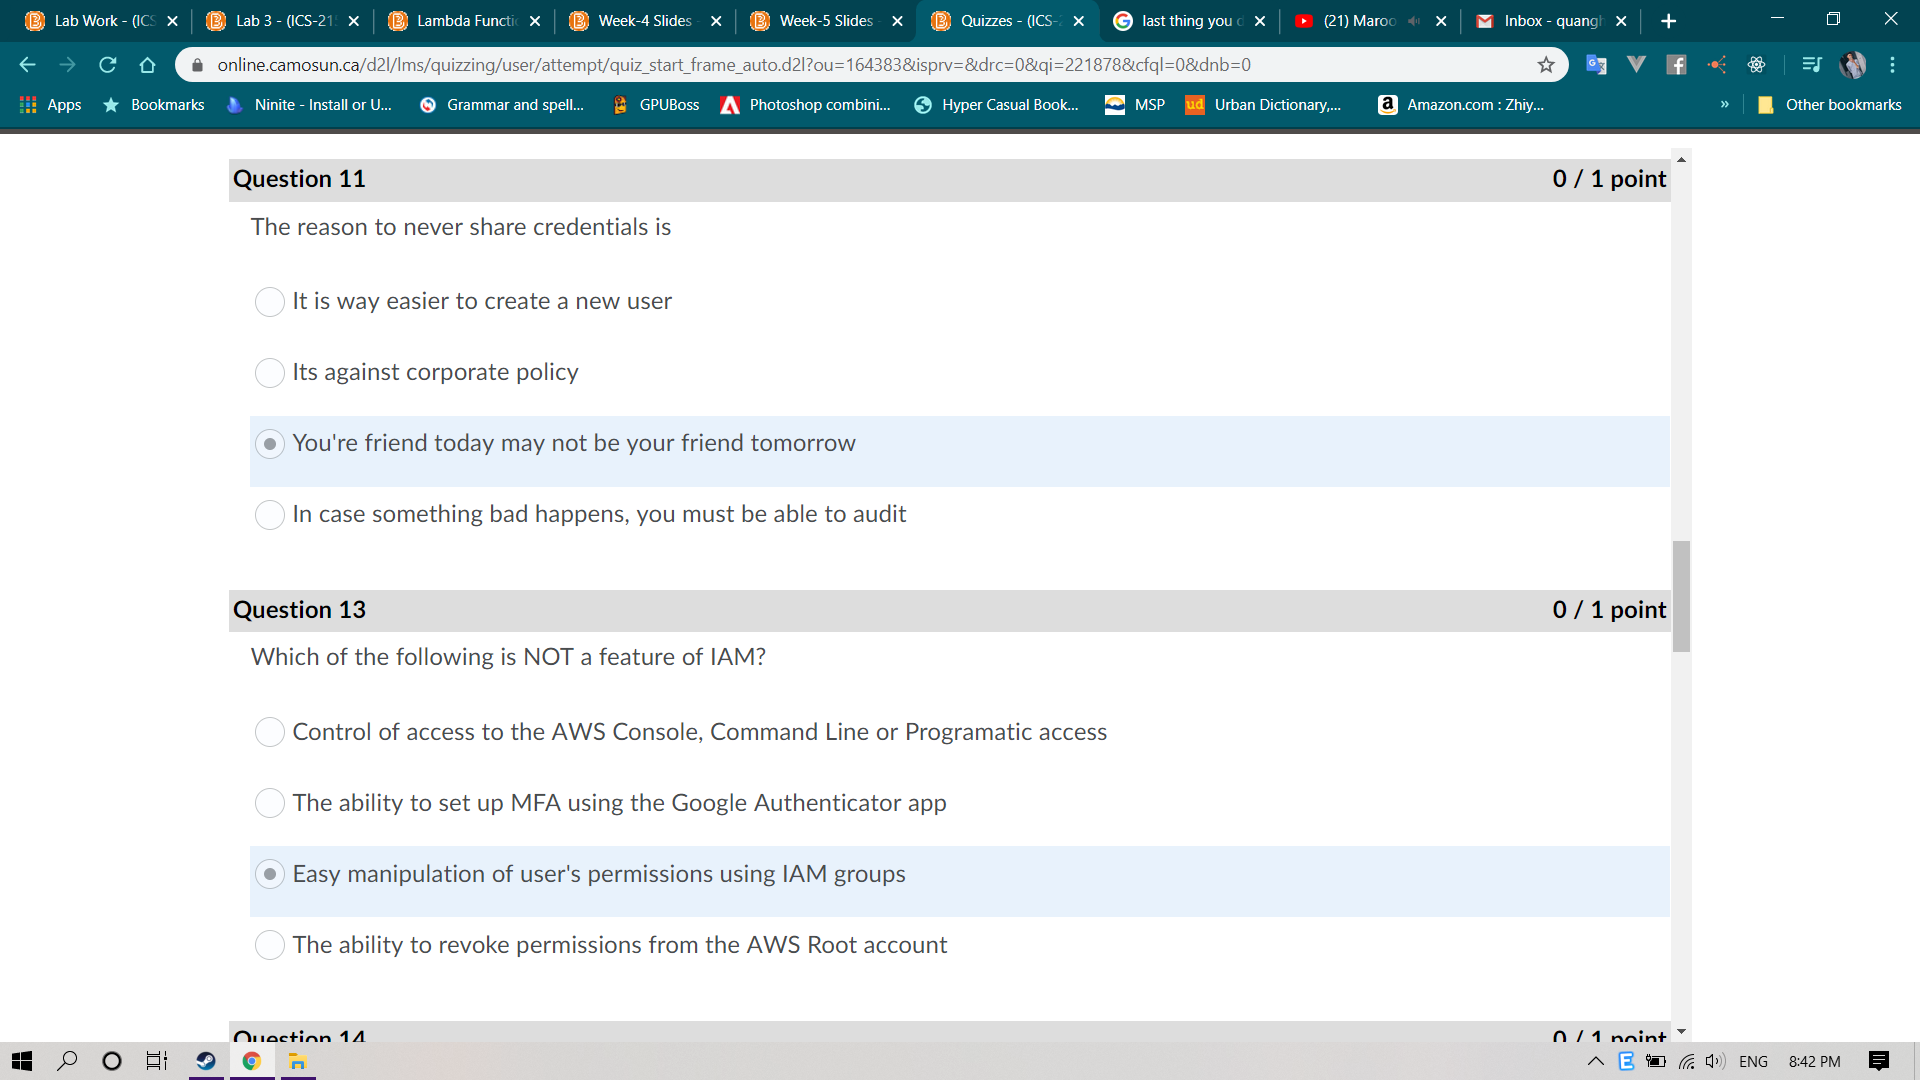 Lab Work - (ICS
Lab 3 - (ICS-21
Lambda Functi
Week-4 Slides
Week-5 Slides
Quizzes - (ICS-
last thing you d
(21) Maroo
Inbox - quangh
online.camosun.ca/d2l/lms/quizzing/user/attempt/quiz_start_frame_auto.d2l?ou=164383&isprv=&drc=0&qi=221878&cfql=0&dnb=0
Apps
Bookmarks
Ninite - Install or U...
Grammar and spell...
GPUBoss
Photoshop combini...
Hyper Casual Book...
MSP
ud Urban Dictionary,...
a Amazon.com : Zhiy...
»
Other bookmarks
Question 11 0 / 1 point
The reason to never share credentials is
It is way easier to create a new user
Its against corporate policy
You're friend today may not be your friend tomorrow
In case something bad happens, you must be able to audit
Question 13 0 / 1 point
Which of the following is NOT a feature of IAM?
Control of access to the AWS Console, Command Line or Programatic access
The ability to set up MFA using the Google Authenticator app
Easy manipulation of user's permissions using IAM groups
The ability to revoke permissions from the AWS Root account
Question 14 0 / 1 point
ENG 8:42 PM